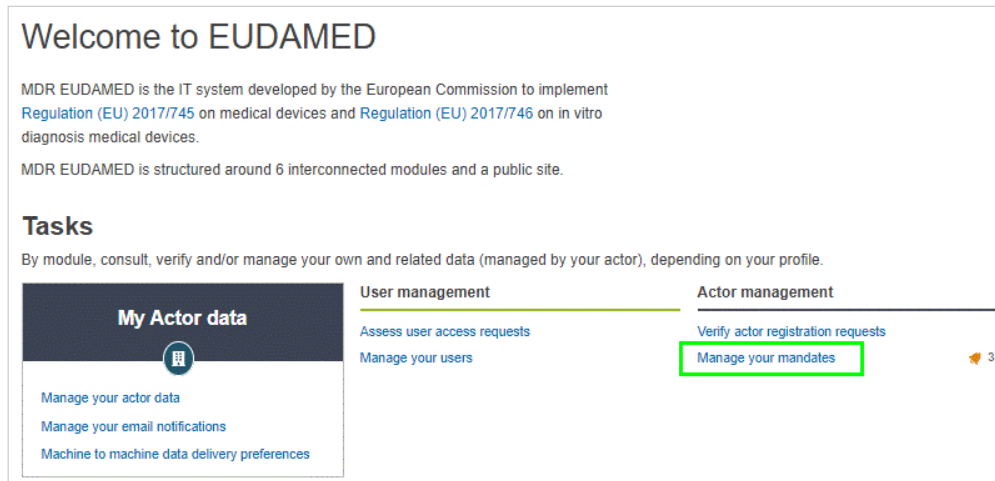 Welcome to EUDAMED
MDR EUDAMED is the IT system developed by the European Commission to implement
Regulation (EU) 2017/745 on medical devices and Regulation (EU) 2017/746 on in vitro
diagnosis medical devices.
MDR EUDAMED is structured around 6 interconnected modules and a public site.
Tasks
By module, consult, verify and/or manage your own and related data (managed by your actor), depending on your profile.
My Actor data
Manage your actor data
Manage your email notifications
Machine to machine data delivery preferences
User management
Assess user access requests
Manage your users
Actor management
Verify actor registration requests
Manage your mandates
3